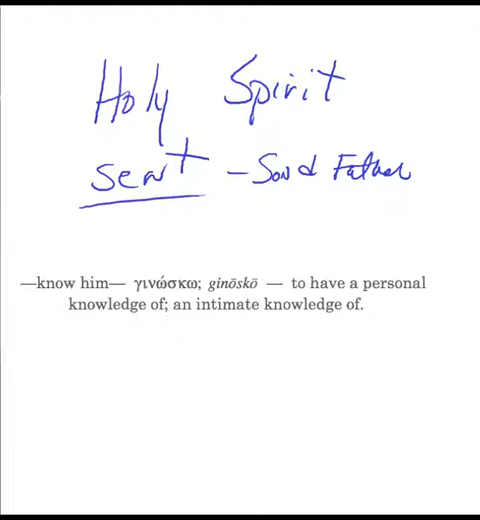 Holy Spirit
sent - Son & Father
—know him— γινώσκω; ginōskō — to have a personal
knowledge of; an intimate knowledge of.